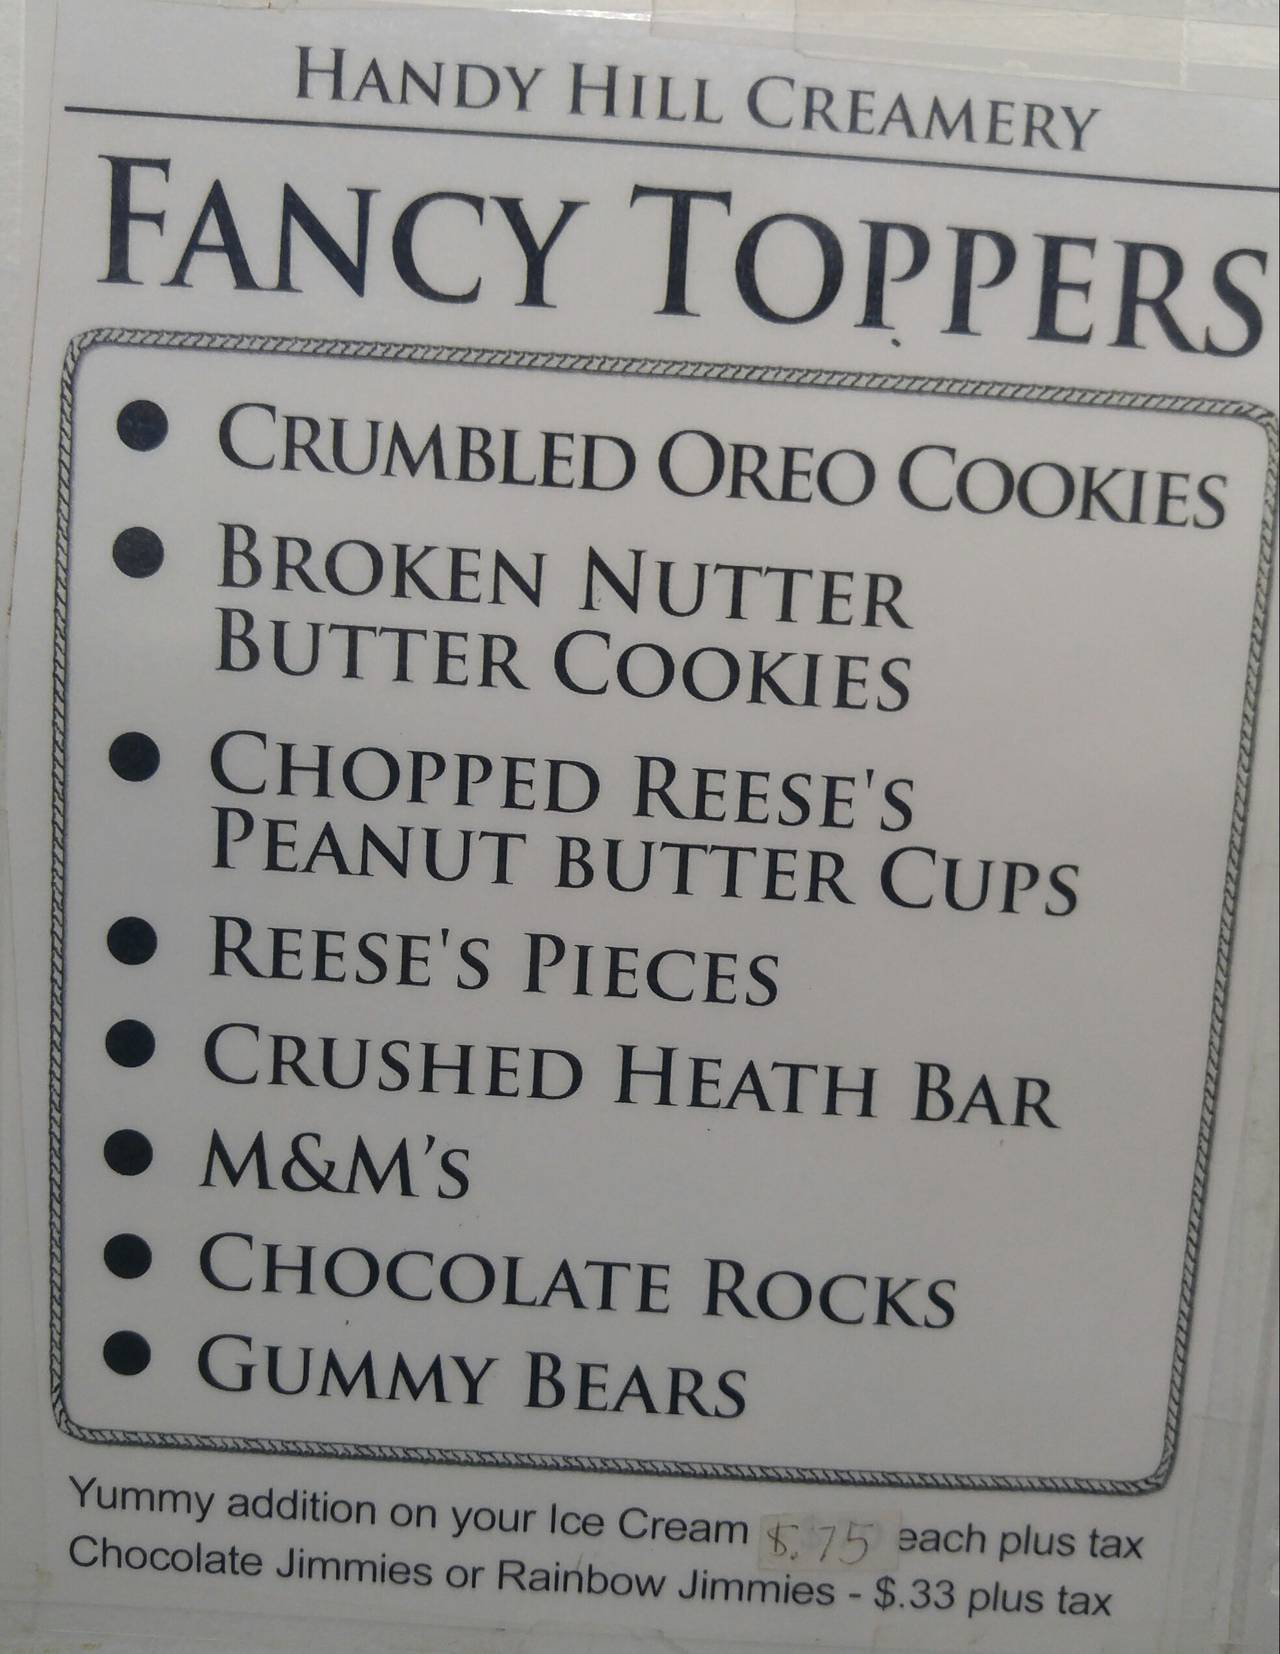 HANDY HILL CREAMERY
FANCY TOPPERS
• CRUMBLED OREO COOKIES
• BROKEN NUTTER
BUTTER COOKIES
• CHOPPED REESE'S
PEANUT BUTTER CUPS
• REESE'S PIECES
• CRUSHED HEATH BAR
• M&M'S
• CHOCOLATE ROCKS
• GUMMY BEARS
Yummy addition on your Ice Cream $.75 each plus tax
Chocolate Jimmies or Rainbow Jimmies - $.33 plus tax